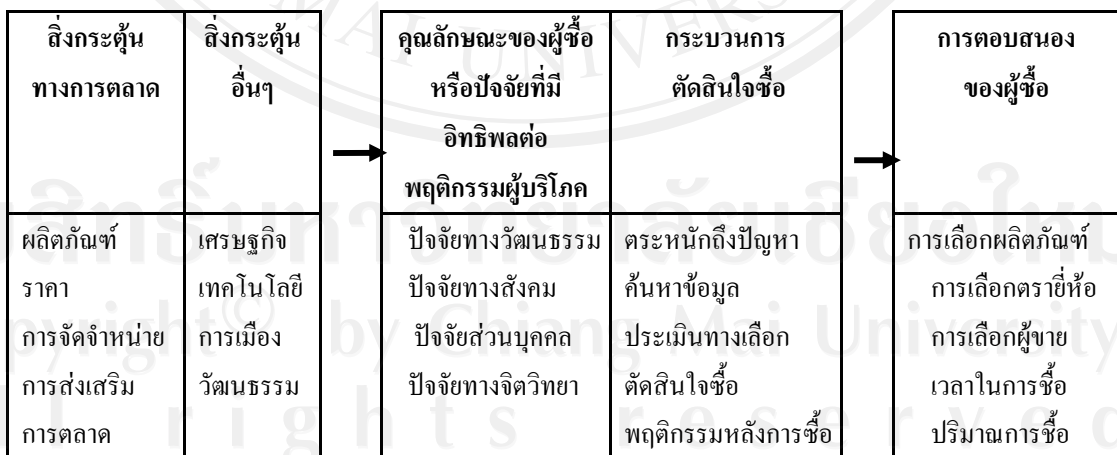 สิ่งกระตุ้น
ทางการตลาด
สิ่งกระตุ้น
อื่นๆ
คุณลักษณะของผู้ซื้อ
หรือปัจจัยที่มี
อิทธิพลต่อ
พฤติกรรมผู้บริโภค
กระบวนการ
ตัดสินใจซื้อ
การตอบสนอง
ของผู้ซื้อ
ผลิตภัณฑ์
ราคา
การจัดจำหน่าย
การส่งเสริม
การตลาด
เศรษฐกิจ
เทคโนโลยี
การเมือง
วัฒนธรรม
ปัจจัยทางวัฒนธรรม
ปัจจัยทางสังคม
ปัจจัยส่วนบุคคล
ปัจจัยทางจิตวิทยา
ตระหนักถึงปัญหา
ค้นหาข้อมูล
ประเมินทางเลือก
ตัดสินใจซื้อ
พฤติกรรมหลังการซื้อ
การเลือกผลิตภัณฑ์
การเลือกตรายี่ห้อ
การเลือกผู้ขาย
เวลาในการซื้อ
ปริมาณการซื้อ
MAI UNIVERS
by Chiang Mai University
rights reserved